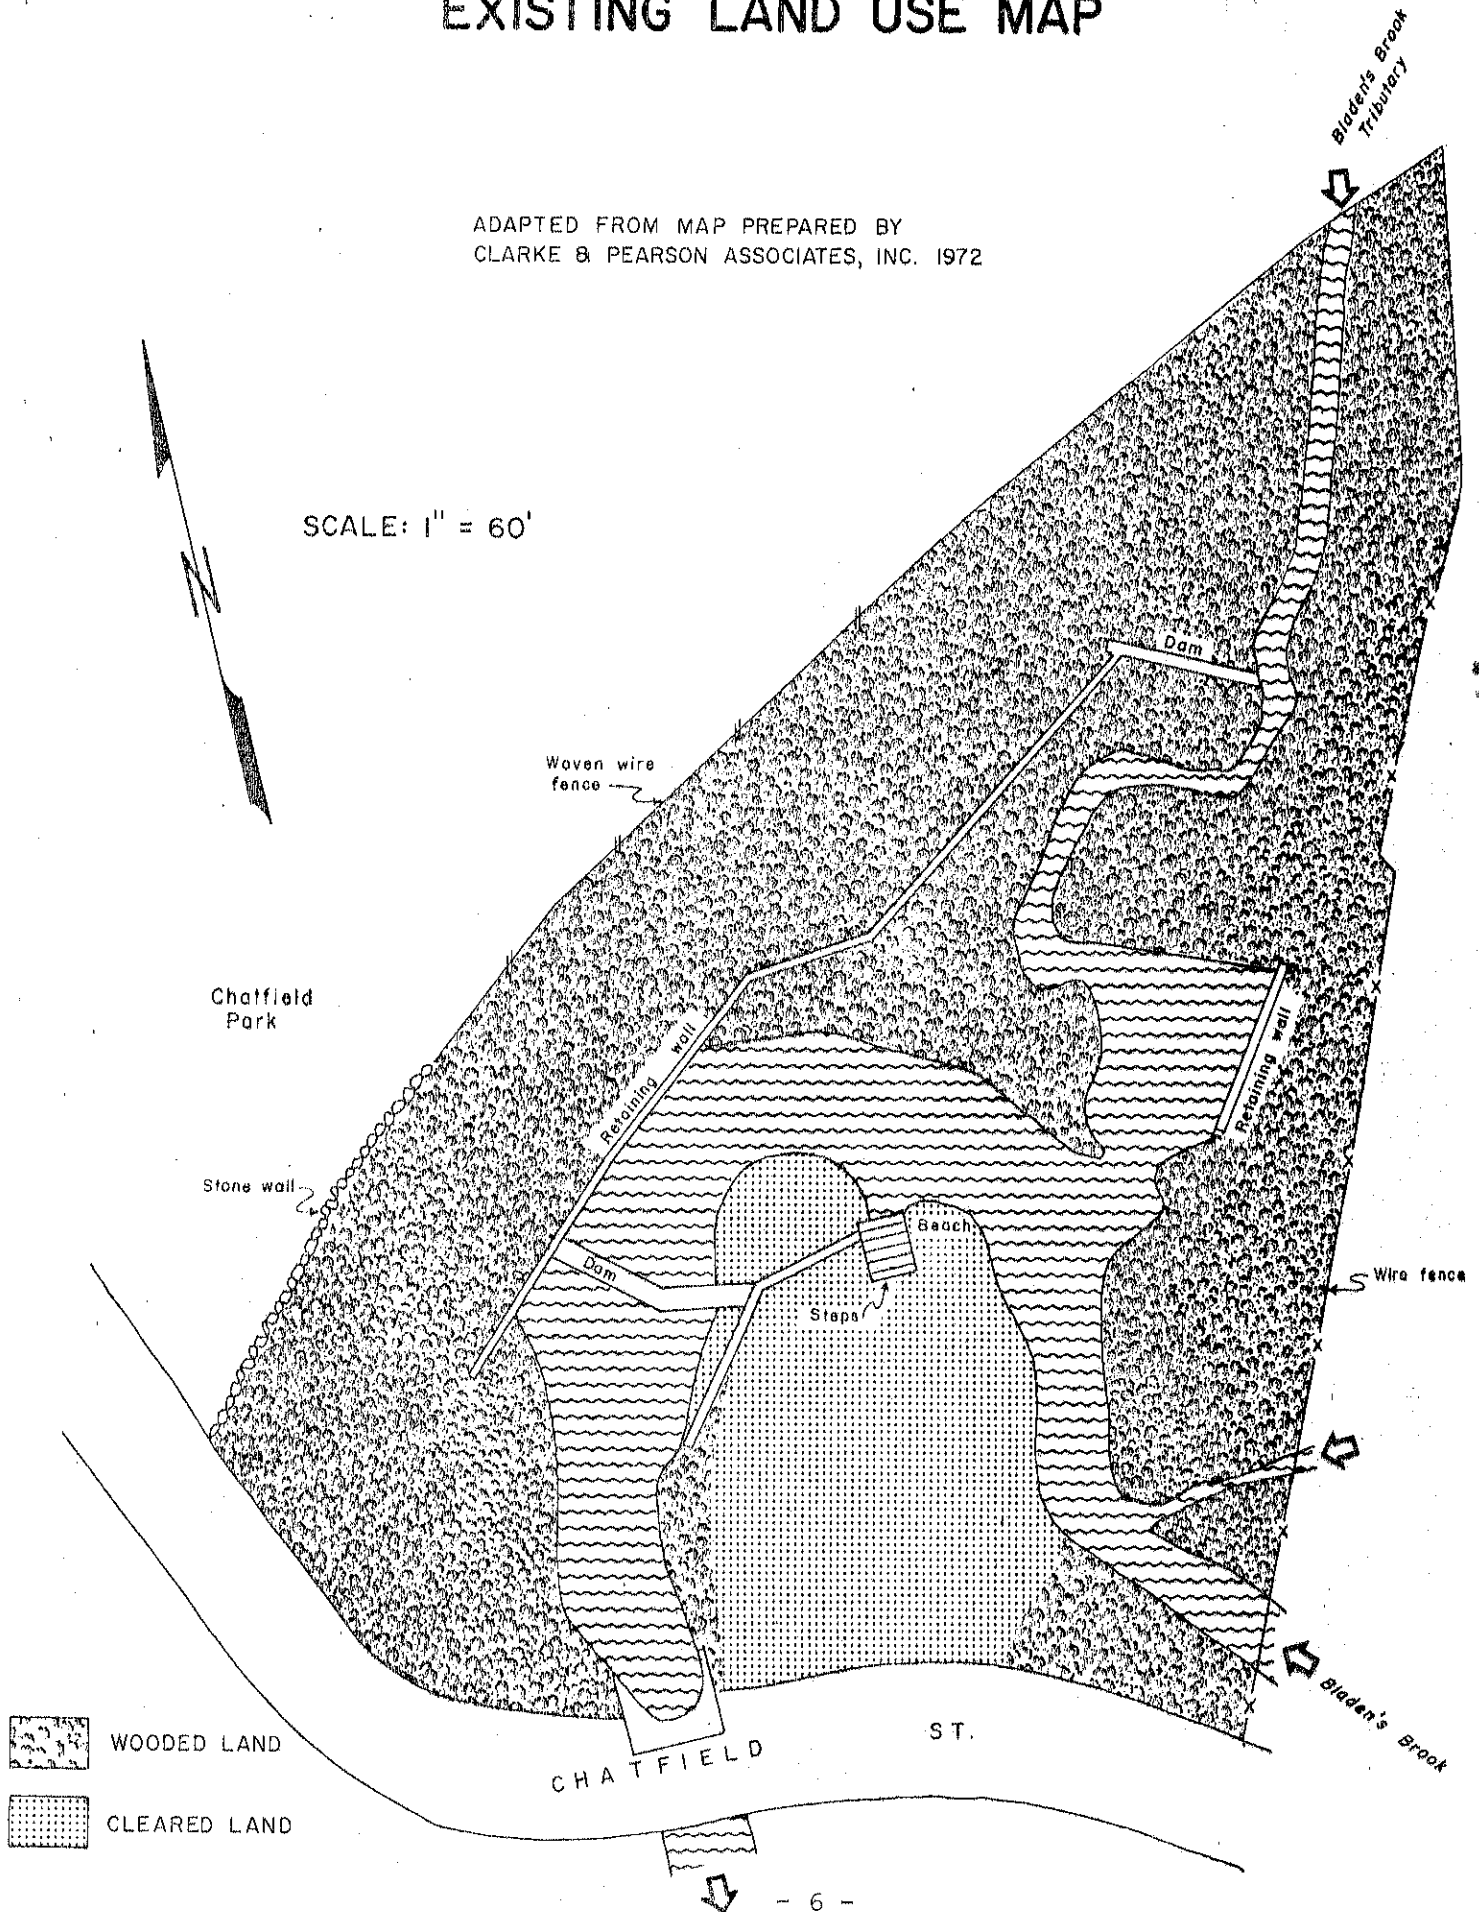 EXISTING LAND USE MAP
Bladen's Brook
Tributary
ADAPTED FROM MAP PREPARED BY
CLARKE & PEARSON ASSOCIATES, INC. 1972
SCALE: 1" = 60'
N
Dam
Woven wire
fence
Chatfield
Park
Retaining wall
Retaining wall
Stone wall
Beach
Dam
Wire fence
Steps
Bladen's Brook
WOODED LAND
ST.
CHATFIELD
CLEARED LAND
- 6 -